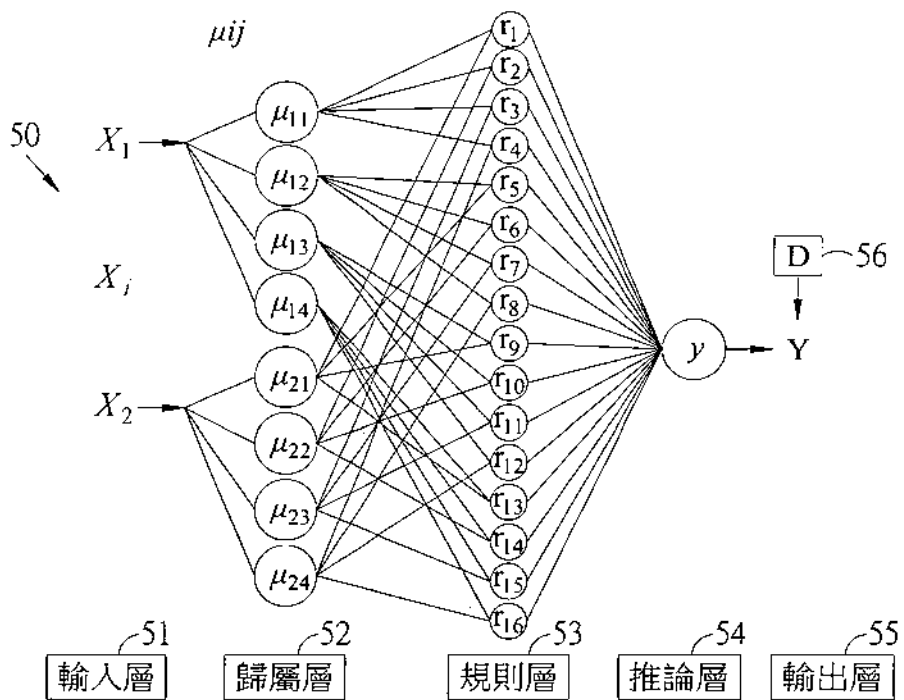 μij
50
X₁
X_i
X₂
μ₁₁
μ₁₂
μ₁₃
μ₁₄
μ₂₁
μ₂₂
μ₂₃
μ₂₄
r₁
r₂
r₃
r₄
r₅
r₆
r₇
r₈
r₉
r₁₀
r₁₁
r₁₂
r₁₃
r₁₄
r₁₅
r₁₆
y
D
56
Y
51
52
53
54
55
輸入層
歸屬層
規則層
推論層
輸出層